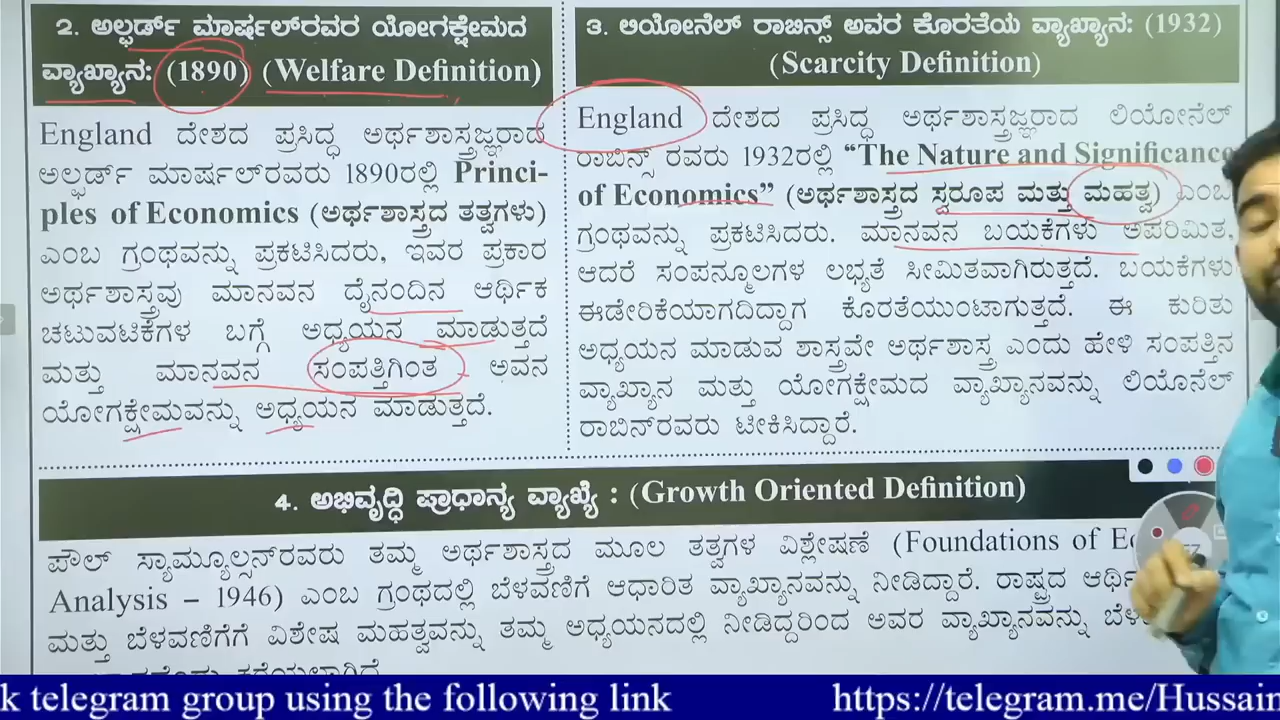 2. ಅಲ್ಫರ್ಡ್ ಮಾರ್ಷಲ್‌ರವರ ಯೋಗಕ್ಷೇಮದ
ವ್ಯಾಖ್ಯಾನ: (1890) (Welfare Definition)
England ದೇಶದ ಪ್ರಸಿದ್ಧ ಅರ್ಥಶಾಸ್ತ್ರಜ್ಞರಾದ
ಅಲ್ಫರ್ಡ್ ಮಾರ್ಷಲ್‌ರವರು 1890ರಲ್ಲಿ Princi-
ples of Economics (ಅರ್ಥಶಾಸ್ತ್ರದ ತತ್ವಗಳು)
ಎಂಬ ಗ್ರಂಥವನ್ನು ಪ್ರಕಟಿಸಿದರು, ಇವರ ಪ್ರಕಾರ
ಅರ್ಥಶಾಸ್ತ್ರವು ಮಾನವನ ದೈನಂದಿನ ಆರ್ಥಿಕ
ಚಟುವಟಿಕೆಗಳ ಬಗ್ಗೆ ಅಧ್ಯಯನ ಮಾಡುತ್ತದೆ
ಮತ್ತು ಮಾನವನ ಸಂಪತ್ತಿಗಿಂತ ಅವನ
ಯೋಗಕ್ಷೇಮವನ್ನು ಅಧ್ಯಯನ ಮಾಡುತ್ತದೆ.
3. ಲಿಯೋನೆಲ್ ರಾಬಿನ್ಸ್ ಅವರ ಕೊರತೆಯ ವ್ಯಾಖ್ಯಾನ: (1932)
(Scarcity Definition)
England ದೇಶದ ಪ್ರಸಿದ್ಧ ಅರ್ಥಶಾಸ್ತ್ರಜ್ಞರಾದ ಲಿಯೋನೆಲ್
ರಾಬಿನ್ಸ್ ರವರು 1932ರಲ್ಲಿ “The Nature and Significance
of Economics” (ಅರ್ಥಶಾಸ್ತ್ರದ ಸ್ವರೂಪ ಮತ್ತು ಮಹತ್ವ) ಎಂಬ
ಗ್ರಂಥವನ್ನು ಪ್ರಕಟಿಸಿದರು. ಮಾನವನ ಬಯಕೆಗಳು ಅಪರಿಮಿತ,
ಆದರೆ ಸಂಪನ್ಮೂಲಗಳ ಲಭ್ಯತೆ ಸೀಮಿತವಾಗಿರುತ್ತದೆ. ಬಯಕೆಗಳು
ಈಡೇರಿಕೆಯಾಗದಿದ್ದಾಗ ಕೊರತೆಯುಂಟಾಗುತ್ತದೆ. ಈ ಕುರಿತು
ಅಧ್ಯಯನ ಮಾಡುವ ಶಾಸ್ತ್ರವೇ ಅರ್ಥಶಾಸ್ತ್ರ ಎಂದು ಹೇಳಿ ಸಂಪತ್ತಿನ
ವ್ಯಾಖ್ಯಾನ ಮತ್ತು ಯೋಗಕ್ಷೇಮದ ವ್ಯಾಖ್ಯಾನವನ್ನು ಲಿಯೋನೆಲ್
ರಾಬಿನ್‌ರವರು ಟೀಕಿಸಿದ್ದಾರೆ.
4. ಅಭಿವೃದ್ಧಿ ಪ್ರಾಧಾನ್ಯ ವ್ಯಾಖ್ಯೆ : (Growth Oriented Definition)
ಪೌಲ್ ಸ್ಯಾಮ್ಯೂಲ್ಸನ್‌ರವರು ತಮ್ಮ ಅರ್ಥಶಾಸ್ತ್ರದ ಮೂಲ ತತ್ವಗಳ ವಿಶ್ಲೇಷಣೆ (Foundations of
Analysis – 1946) ಎಂಬ ಗ್ರಂಥದಲ್ಲಿ ಬೆಳವಣಿಗೆ ಆಧಾರಿತ ವ್ಯಾಖ್ಯಾನವನ್ನು ನೀಡಿದ್ದಾರೆ. ರಾಷ್ಟ್ರದ
ಮತ್ತು ಬೆಳವಣಿಗೆಗೆ ವಿಶೇಷ ಮಹತ್ವವನ್ನು ತಮ್ಮ ಅಧ್ಯಯನದಲ್ಲಿ ನೀಡಿದ್ದರಿಂದ ಅವರ ವ್ಯಾಖ್ಯಾನವನ್ನು
k telegram group using the following link https://telegram.me/Hussain